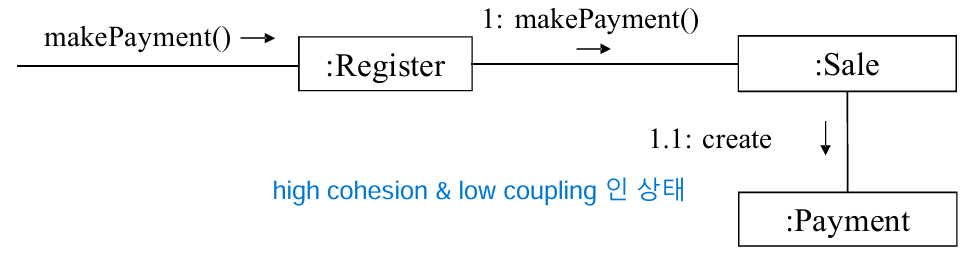 1: makePayment()
makePayment()
:Register
:Sale
1.1: create
high cohesion & low coupling 인 상태
:Payment